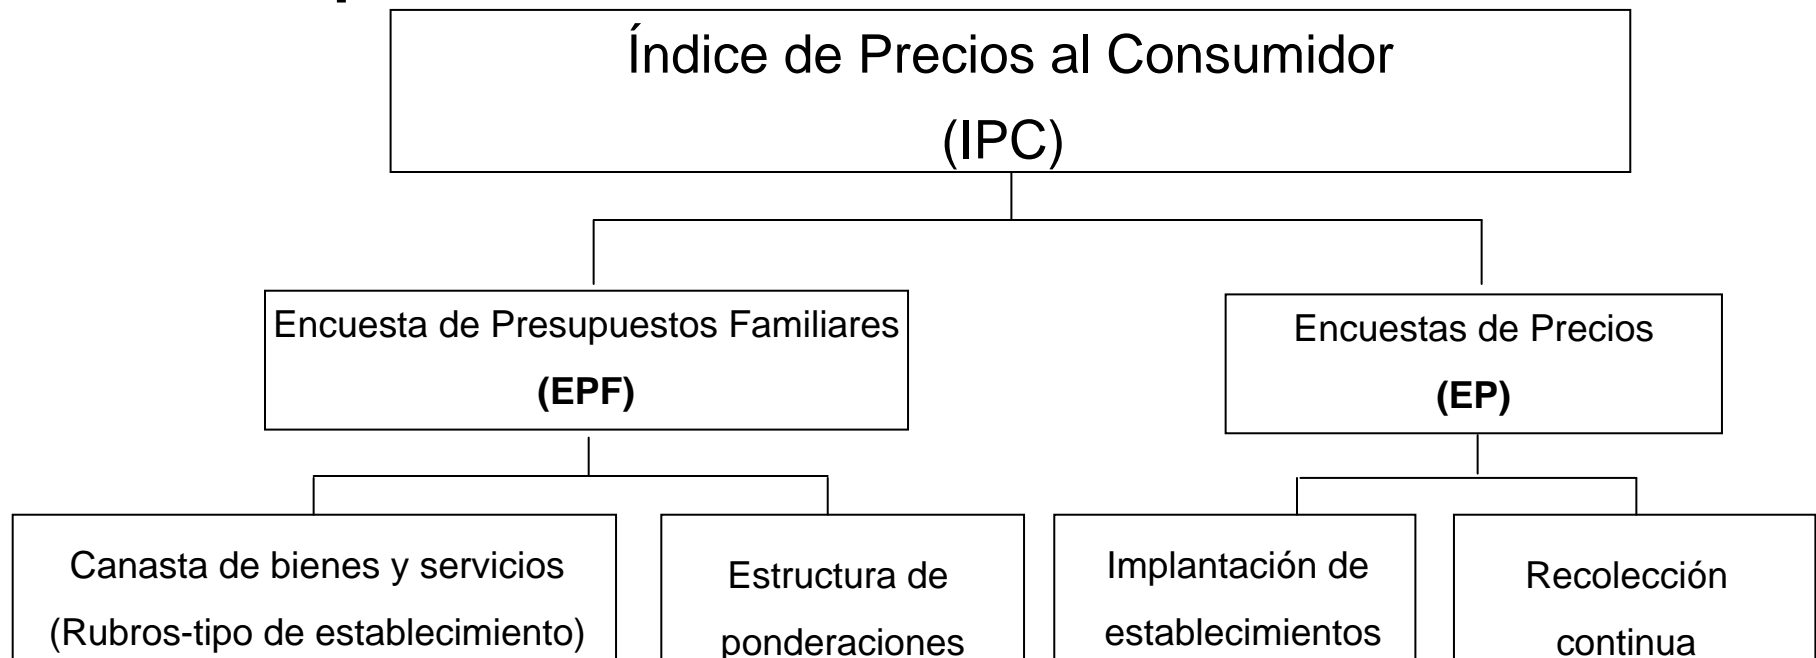 Índice de Precios al Consumidor
(IPC)
Encuesta de Presupuestos Familiares
(EPF)
Encuestas de Precios
(EP)
Canasta de bienes y servicios
(Rubros-tipo de establecimiento)
Estructura de
ponderaciones
Implantación de
establecimientos
Recolección
continua